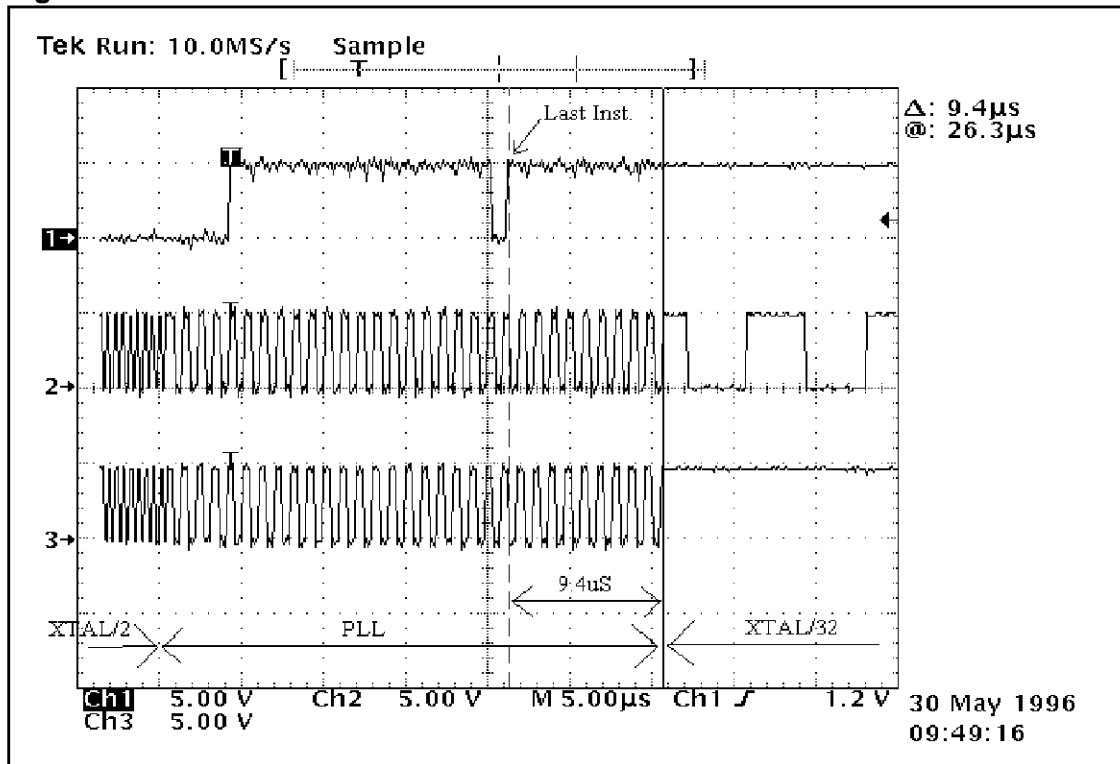 Tek Run: 10.0MS/s Sample
[ T ]
Δ: 9.4µs
@: 26.3µs
Last Inst.
T
1→
2→
3→
9.4uS
XTAL/2 PLL XTAL/32
Ch1 5.00 V Ch2 5.00 V M 5.00µs Ch1 ƒ 1.2 V
Ch3 5.00 V
30 May 1996
09:49:16